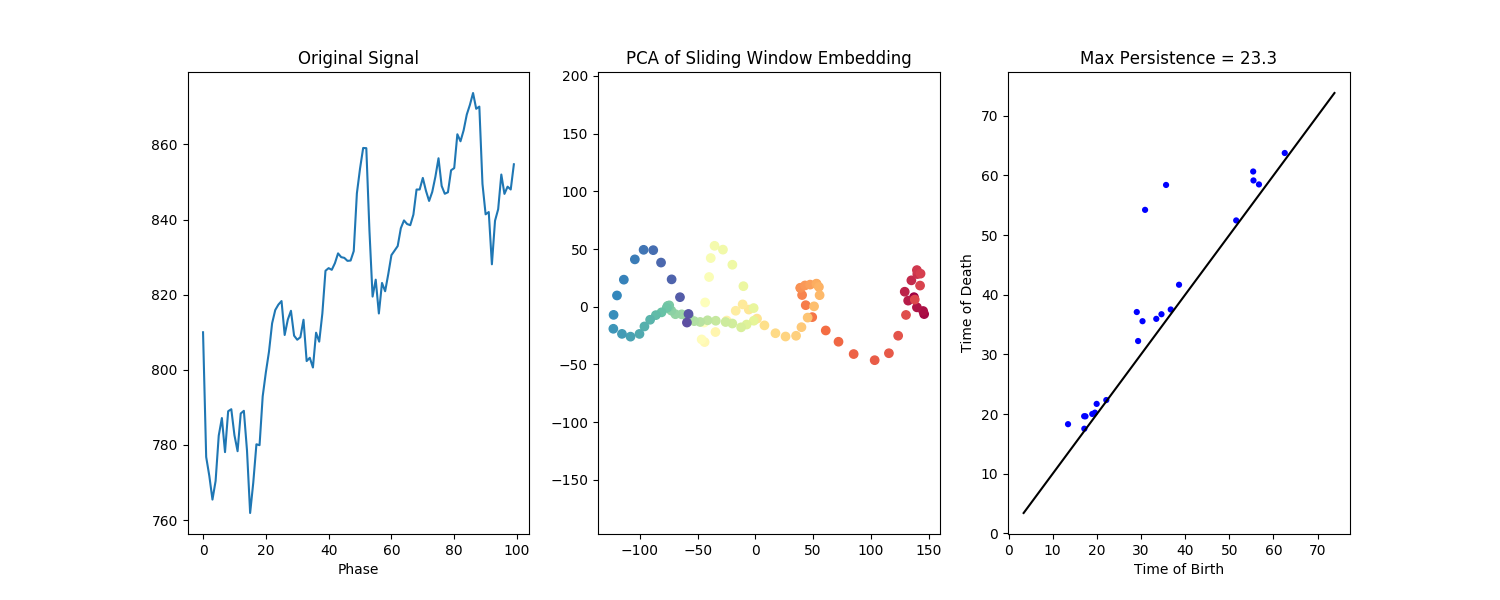 Original Signal
860
840
820
800
780
760
0 20 40 60 80 100
Phase
PCA of Sliding Window Embedding
200
150
100
50
0
−50
−100
−150
−100 −50 0 50 100 150
Max Persistence = 23.3
Time of Death
70
60
50
40
30
20
10
0
0 10 20 30 40 50 60 70
Time of Birth